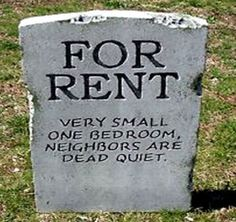 FOR
RENT
VERY SMALL
ONE BEDROOM,
NEIGHBORS ARE
DEAD QUIET.